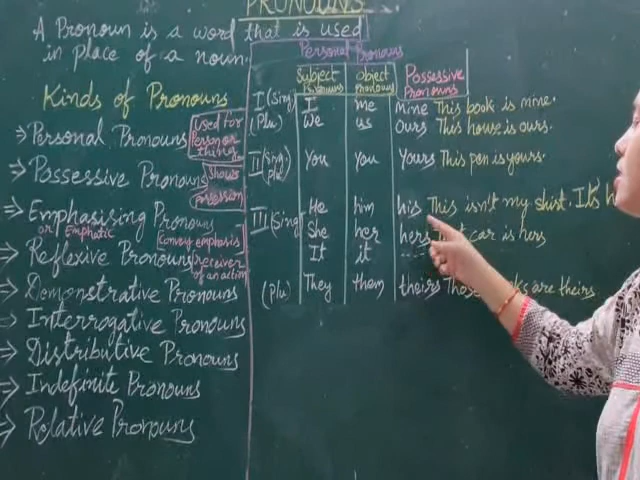 PRONOUNS
A Pronoun is a word that is used
in place of a noun.
Kinds of Pronouns
⇒ Personal Pronouns
Used for
Person or
thing
⇒ Possessive Pronouns
Shows
possession
⇒ Emphasising Pronouns
or Emphatic
Convey emphasis
⇒ Reflexive Pronouns
receiver
of an action
⇒ Demonstrative Pronouns
⇒ Interrogative Pronouns
⇒ Distributive Pronouns
⇒ Indefinite Pronouns
⇒ Relative Pronouns
Personal Pronouns
Subject Pronouns
Object Pronouns
Possessive Pronouns
I (Sing) I me Mine This book is mine.
(Plu) We us Ours This house is ours.
II (Sing. Plu) You you Yours This pen is yours.
III (Sing) He him his This isn't my shirt. It's
She her hers car is hers
It it
(Plu) They them theirs are theirs.